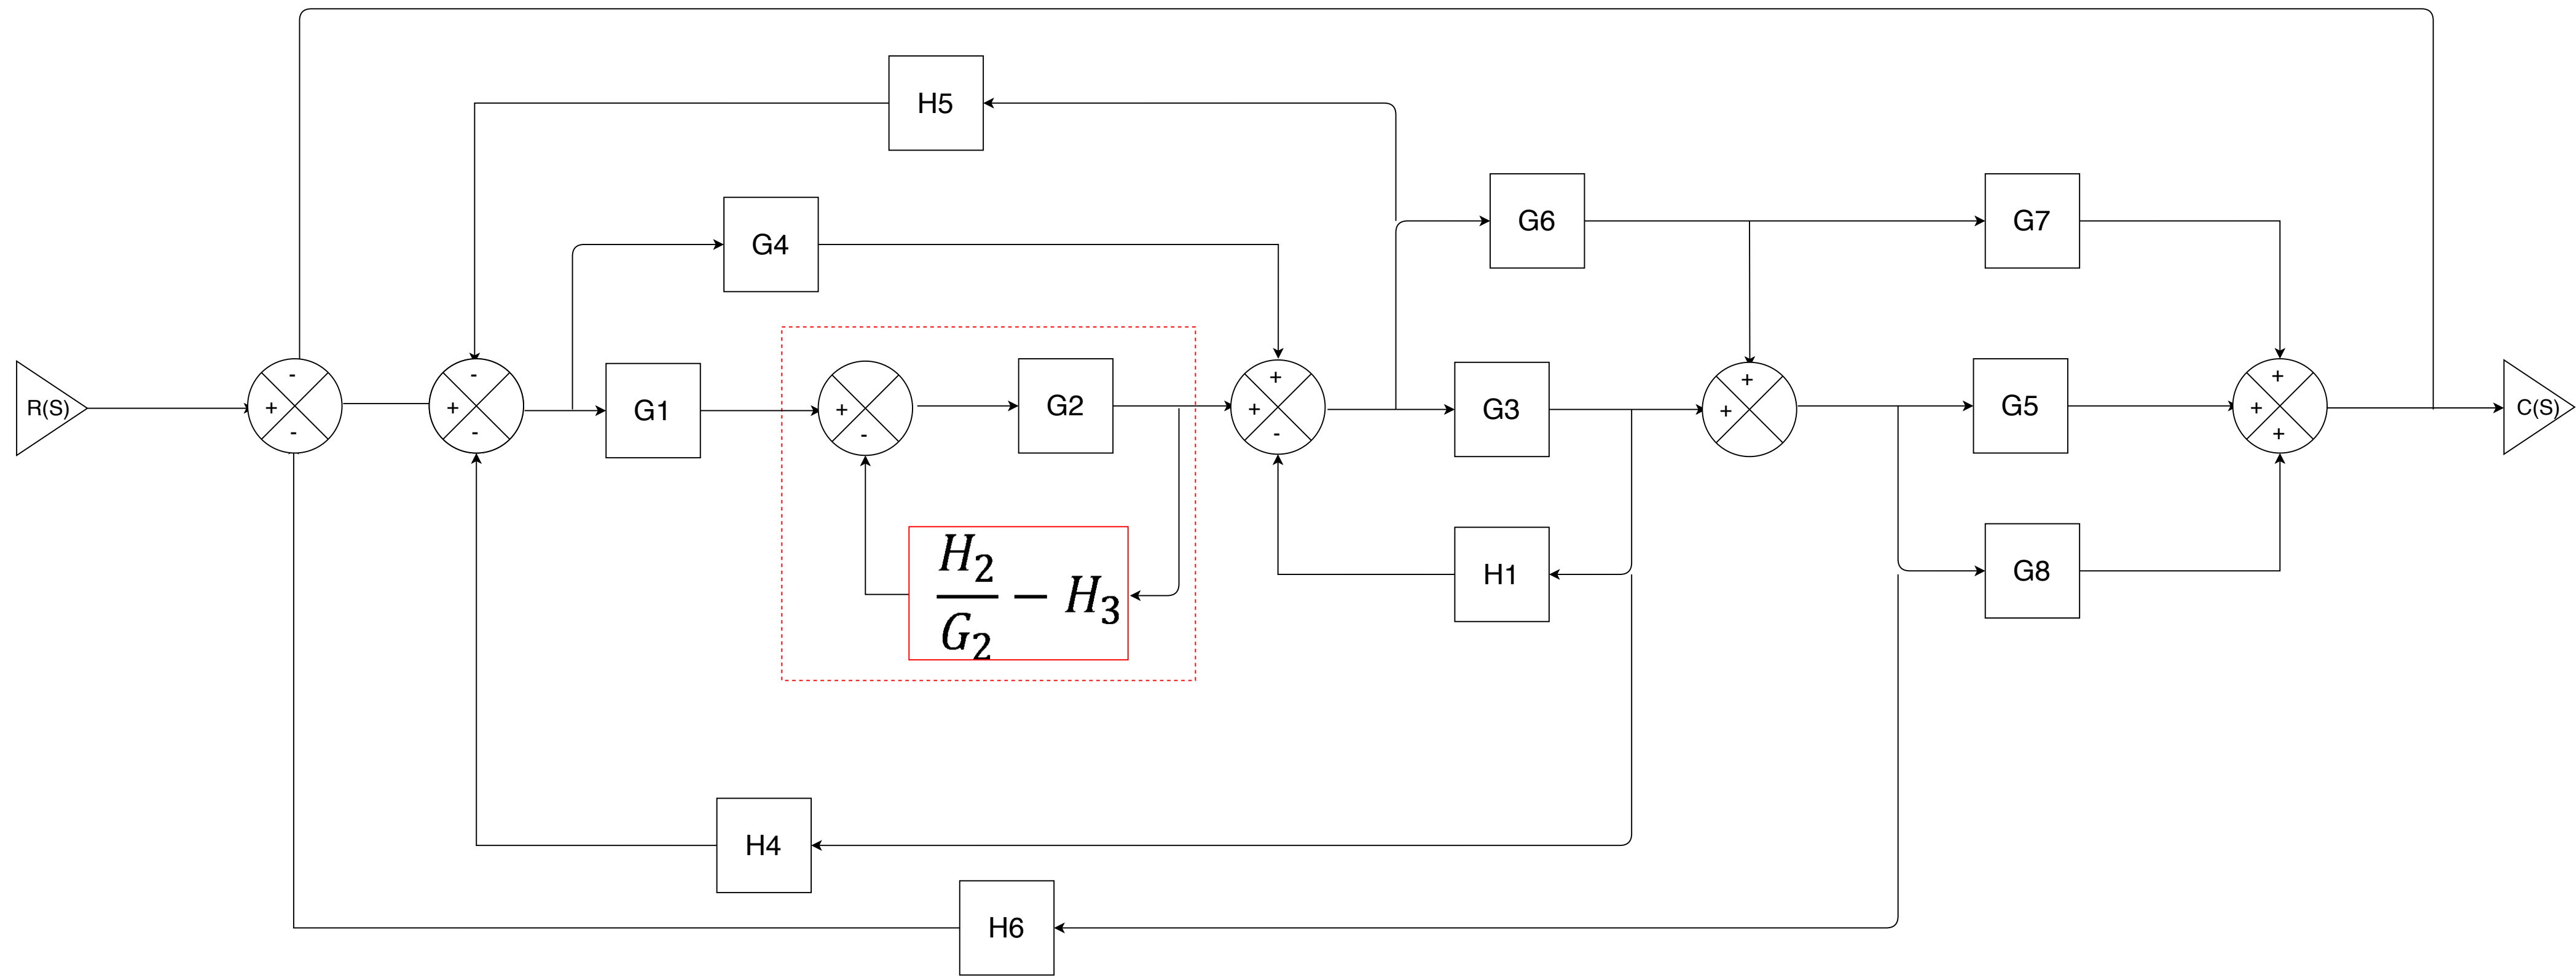 H5
G6
G7
G4
-
+
-
-
+
-
+
+
-
+
+
+
+
+
+
-
R(S)
G1
G2
G3
G5
C(S)
H2
G2
− H3
H1
G8
H4
H6